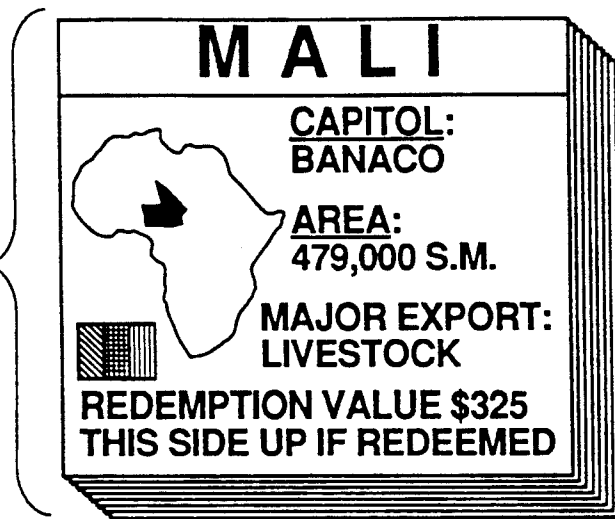 MALI
CAPITOL:
BANACO
AREA:
479,000 S.M.
MAJOR EXPORT:
LIVESTOCK
REDEMPTION VALUE $325
THIS SIDE UP IF REDEEMED